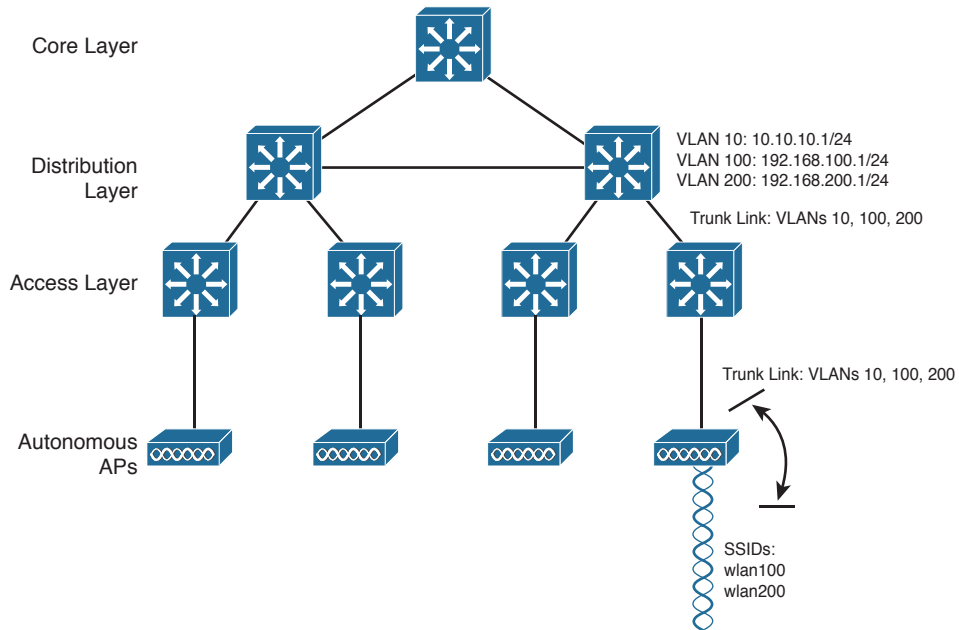 Core Layer
Distribution
Layer
VLAN 10: 10.10.10.1/24
VLAN 100: 192.168.100.1/24
VLAN 200: 192.168.200.1/24
Trunk Link: VLANs 10, 100, 200
Access Layer
Trunk Link: VLANs 10, 100, 200
Autonomous
APs
SSIDs:
wlan100
wlan200